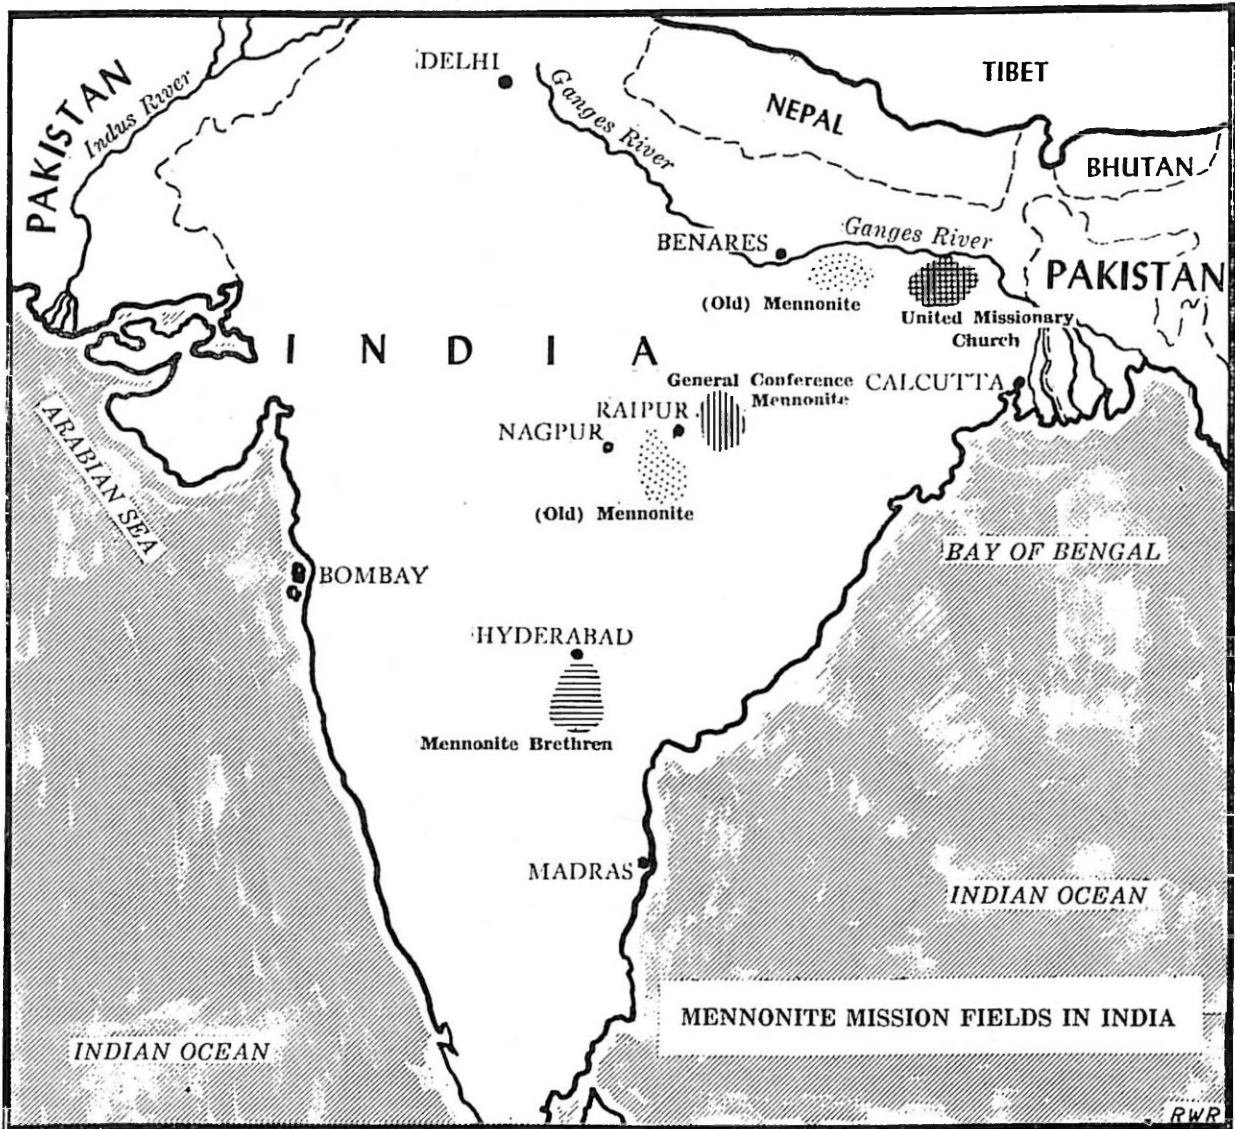 DELHI
TIBET
PAKISTAN
Indus River
Ganges River
NEPAL
BHUTAN
BENARES
Ganges River
PAKISTAN
(Old) Mennonite
United Missionary
Church
INDIA
General Conference
Mennonite
CALCUTTA
RAIPUR
NAGPUR
ARABIAN SEA
(Old) Mennonite
BAY OF BENGAL
BOMBAY
HYDERABAD
Mennonite Brethren
MADRAS
INDIAN OCEAN
MENNONITE MISSION FIELDS IN INDIA
INDIAN OCEAN
RWR